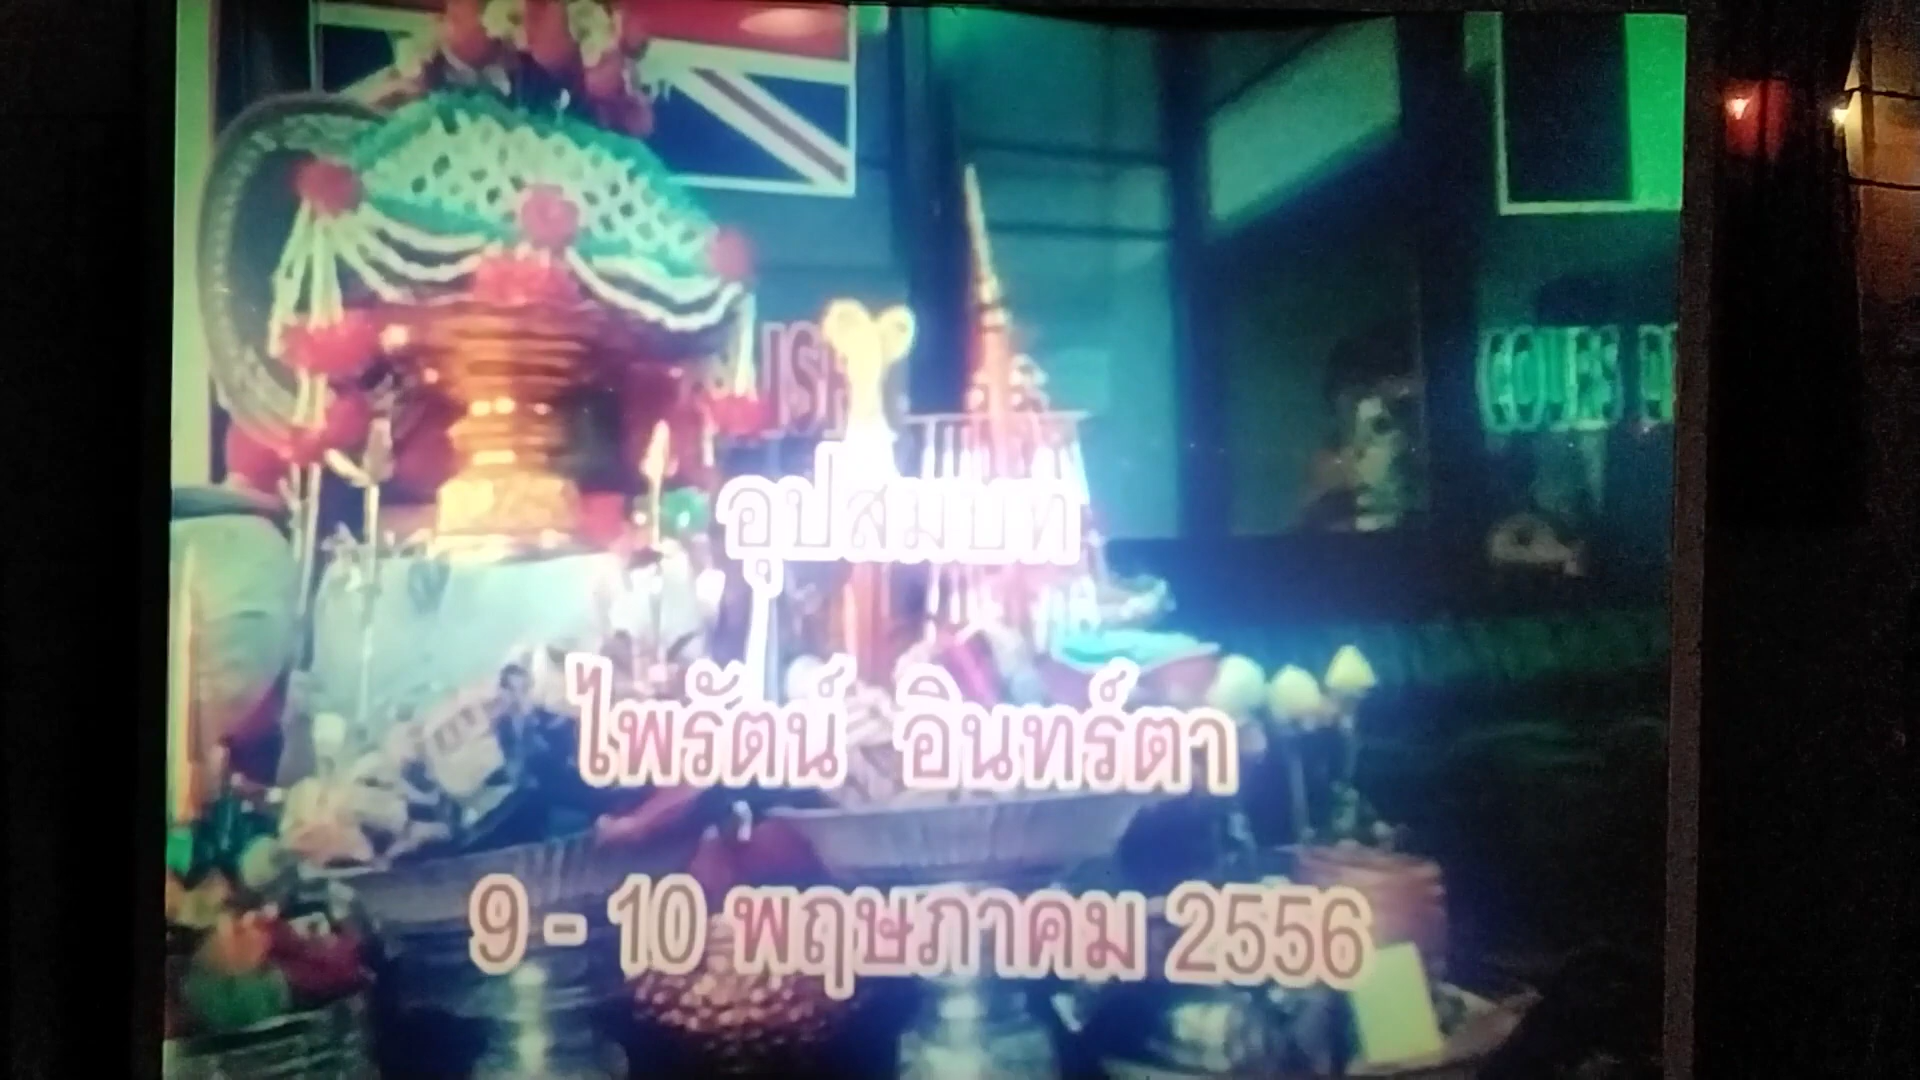 อุปสมบท
ไพรัตน์ อินทร์ตา
9 - 10 พฤษภาคม 2556